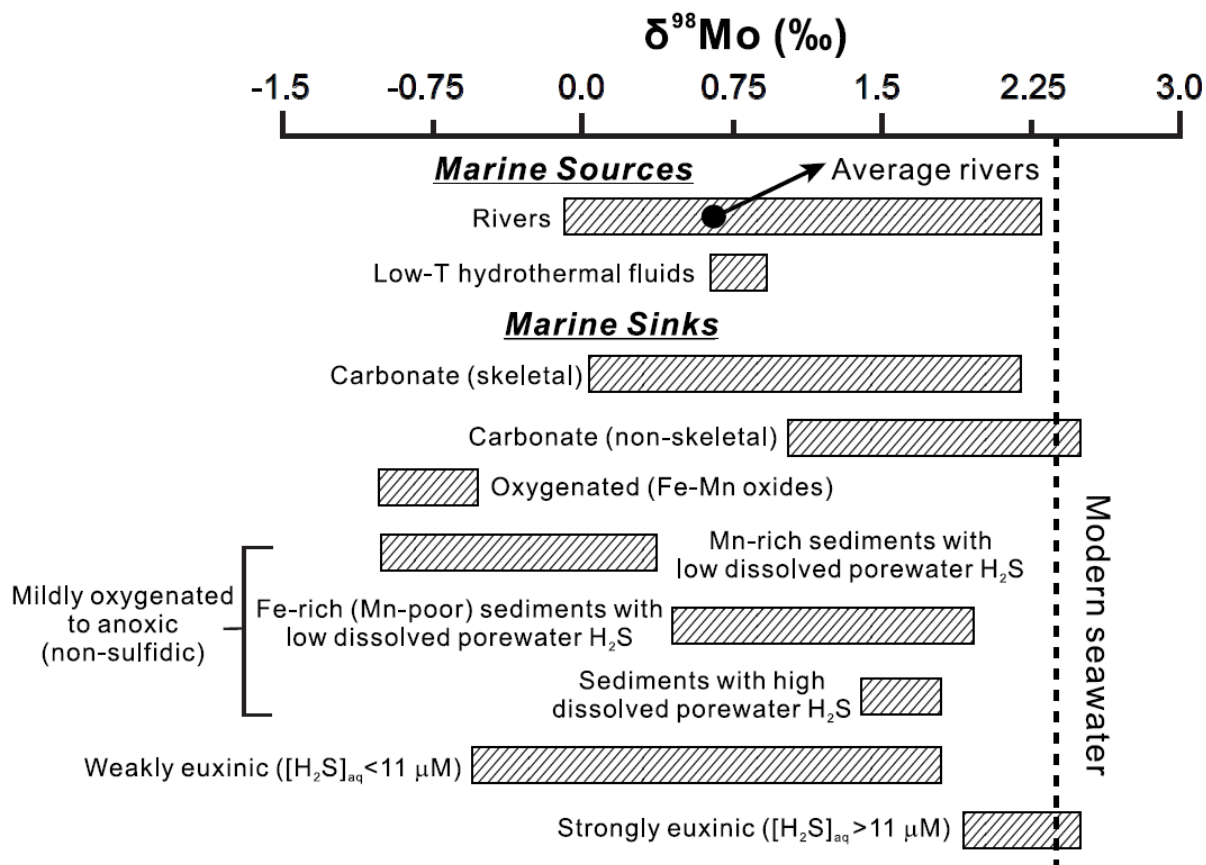 δ⁹⁸Mo (‰)
-1.5 -0.75 0.0 0.75 1.5 2.25 3.0
Marine Sources
Average rivers
Rivers
Low-T hydrothermal fluids
Marine Sinks
Carbonate (skeletal)
Carbonate (non-skeletal)
Oxygenated (Fe-Mn oxides)
Mn-rich sediments with
low dissolved porewater H₂S
Mildly oxygenated
to anoxic
(non-sulfidic)
Fe-rich (Mn-poor) sediments with
low dissolved porewater H₂S
Sediments with high
dissolved porewater H₂S
Weakly euxinic ([H₂S]aq<11 μM)
Strongly euxinic ([H₂S]aq>11 μM)
Modern seawater